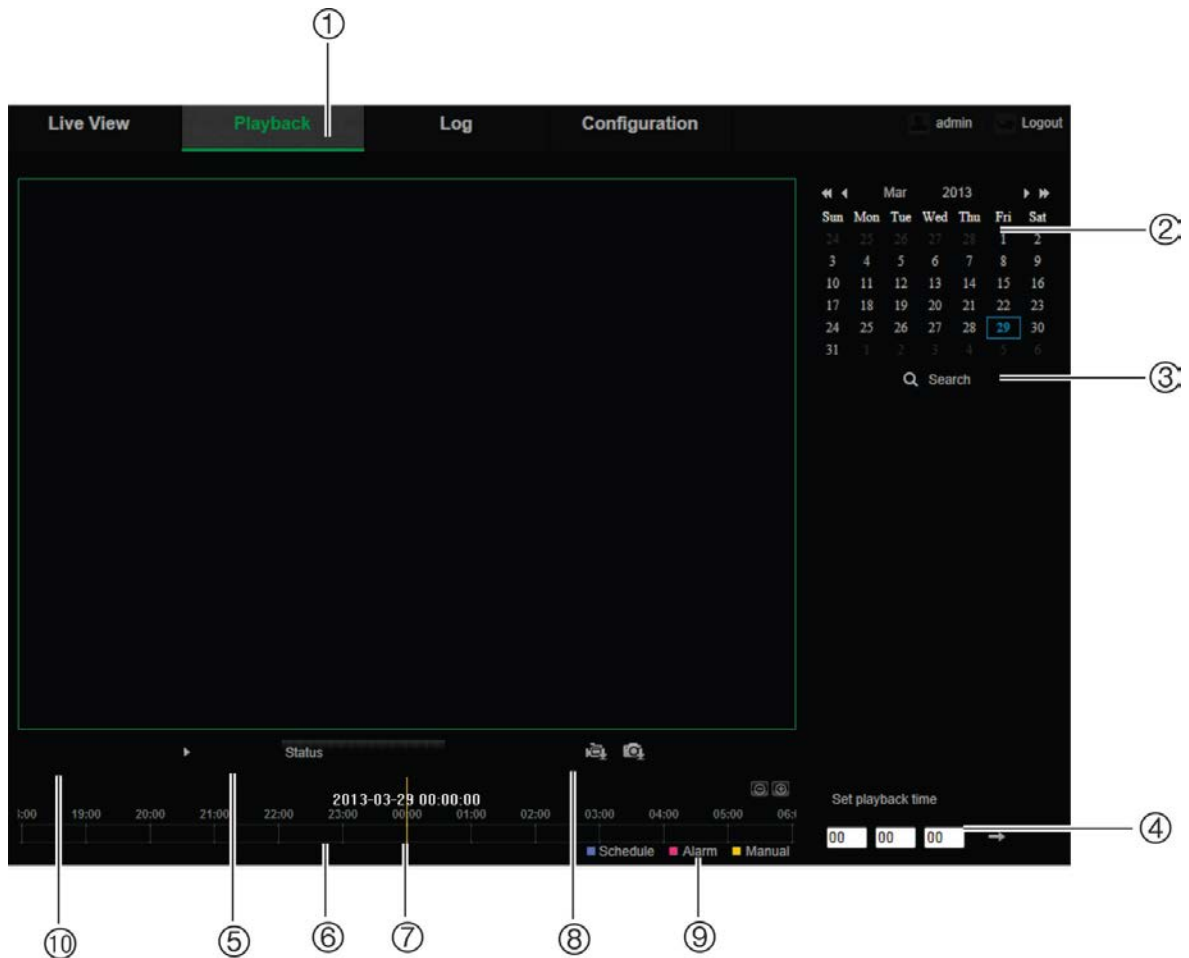 ①
Live View Playback Log Configuration admin Logout
Mar 2013
Sun Mon Tue Wed Thu Fri Sat
24 25 26 27 28 1 2
②
3 4 5 6 7 8 9
10 11 12 13 14 15 16
17 18 19 20 21 22 23
24 25 26 27 28 29 30
31 1 2 3 4 5 6
Search
③
Status
2013-03-29 00:00:00
19:00 20:00 21:00 22:00 23:00 00:00 01:00 02:00 03:00 04:00 05:00
Schedule Alarm Manual
Set playback time
00 00 00
④
⑩ ⑤ ⑥ ⑦ ⑧ ⑨